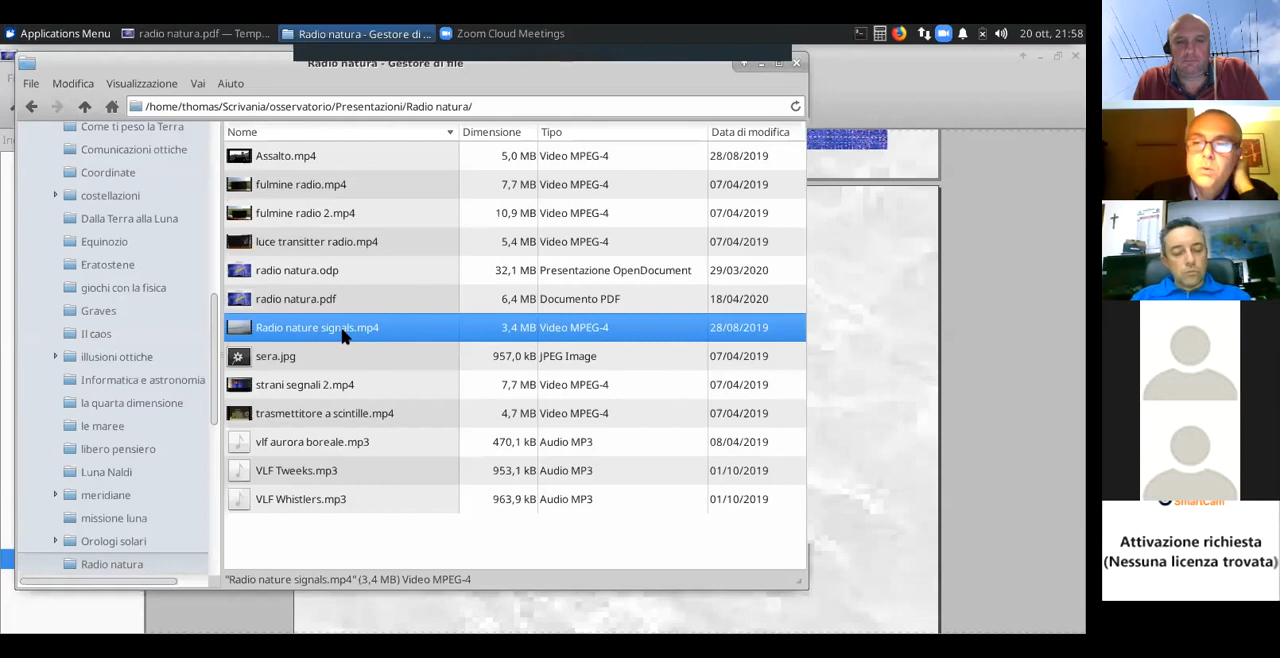 Applications Menu radio natura.pdf — Temp... Radio natura - Gestore di ... Zoom Cloud Meetings 20 ott, 21:58
Radio natura - Gestore di file
File Modifica Visualizzazione Vai Aiuto
/home/thomas/Scrivania/osservatorio/Presentazioni/Radio natura/
Come ti peso la Terra
Comunicazioni ottiche
Coordinate
costellazioni
Dalla Terra alla Luna
Equinozio
Eratostene
giochi con la fisica
Graves
Il caos
illusioni ottiche
Informatica e astronomia
la quarta dimensione
le maree
libero pensiero
Luna Naldi
meridiane
missione luna
Orologi solari
Radio natura
Nome Dimensione Tipo Data di modifica
Assalto.mp4 5,0 MB Video MPEG-4 28/08/2019
fulmine radio.mp4 7,7 MB Video MPEG-4 07/04/2019
fulmine radio 2.mp4 10,9 MB Video MPEG-4 07/04/2019
luce transitter radio.mp4 5,4 MB Video MPEG-4 07/04/2019
radio natura.odp 32,1 MB Presentazione OpenDocument 29/03/2020
radio natura.pdf 6,4 MB Documento PDF 18/04/2020
Radio nature signals.mp4 3,4 MB Video MPEG-4 28/08/2019
sera.jpg 957,0 kB JPEG Image 07/04/2019
strani segnali 2.mp4 7,7 MB Video MPEG-4 07/04/2019
trasmettitore a scintille.mp4 4,7 MB Video MPEG-4 07/04/2019
vlf aurora boreale.mp3 470,1 kB Audio MP3 08/04/2019
VLF Tweeks.mp3 953,1 kB Audio MP3 01/10/2019
VLF Whistlers.mp3 963,9 kB Audio MP3 01/10/2019
"Radio nature signals.mp4" (3,4 MB) Video MPEG-4
SmartCam
Attivazione richiesta
(Nessuna licenza trovata)